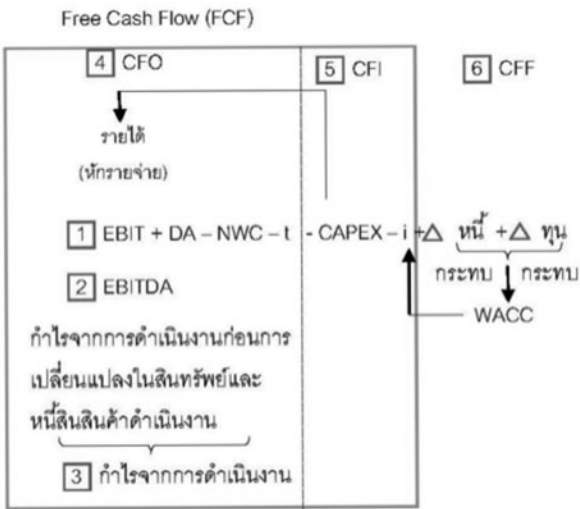 Free Cash Flow (FCF)
4 CFO
5 CFI
6 CFF
รายได้
(หักรายจ่าย)
1 EBIT + DA – NWC – t - CAPEX – i +△ หนี้ +△ ทุน
กระทบ กระทบ
2 EBITDA
WACC
กำไรจากการดำเนินงานก่อนการ
เปลี่ยนแปลงในสินทรัพย์และ
หนี้สินสินค้าดำเนินงาน
3 กำไรจากการดำเนินงาน